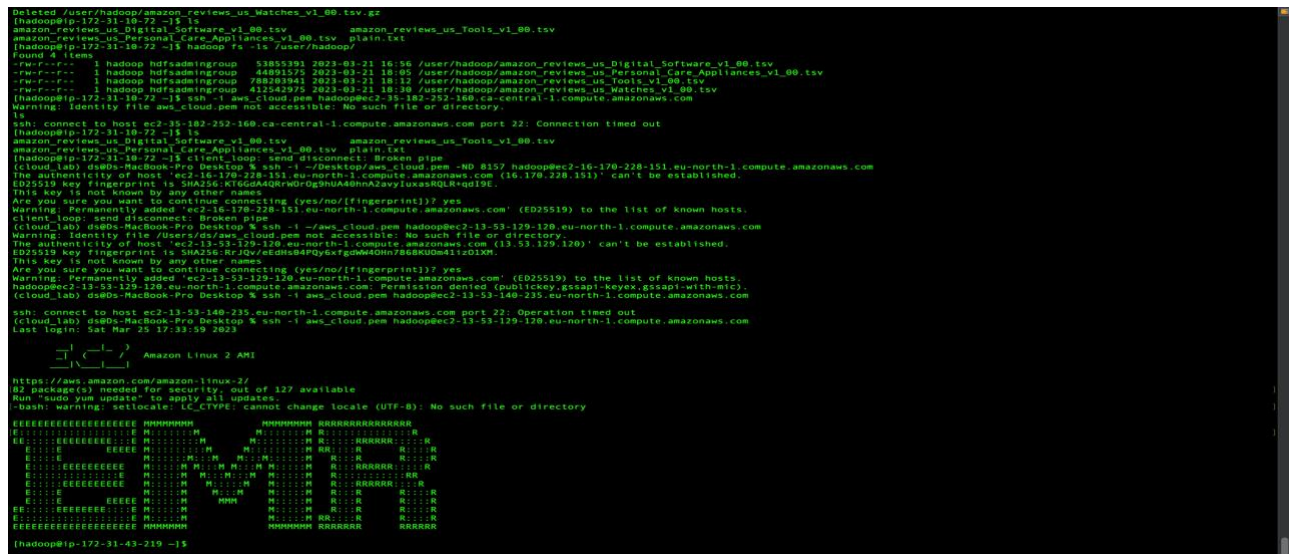 Deleted /user/hadoop/amazon_reviews_us_Watches_v1_00.tsv.gz
[hadoop@ip-172-31-10-72 ~]$ ls
amazon_reviews_us_Digital_Software_v1_00.tsv amazon_reviews_us_Tools_v1_00.tsv
amazon_reviews_us_Personal_Care_Appliances_v1_00.tsv plain.txt
[hadoop@ip-172-31-10-72 ~]$ hadoop fs -ls /user/hadoop/
Found 4 items
-rw-r--r-- 1 hadoop hdfsadmingroup 53855391 2023-03-21 16:56 /user/hadoop/amazon_reviews_us_Digital_Software_v1_00.tsv
-rw-r--r-- 1 hadoop hdfsadmingroup 44891575 2023-03-21 18:05 /user/hadoop/amazon_reviews_us_Personal_Care_Appliances_v1_00.tsv
-rw-r--r-- 1 hadoop hdfsadmingroup 788203941 2023-03-21 18:12 /user/hadoop/amazon_reviews_us_Tools_v1_00.tsv
-rw-r--r-- 1 hadoop hdfsadmingroup 412542975 2023-03-21 18:30 /user/hadoop/amazon_reviews_us_Watches_v1_00.tsv
[hadoop@ip-172-31-10-72 ~]$ ssh -i aws_cloud.pem hadoop@ec2-35-182-252-160.ca-central-1.compute.amazonaws.com
Warning: Identity file aws_cloud.pem not accessible: No such file or directory.
ls
ssh: connect to host ec2-35-182-252-160.ca-central-1.compute.amazonaws.com port 22: Connection timed out
[hadoop@ip-172-31-10-72 ~]$ ls
amazon_reviews_us_Digital_Software_v1_00.tsv amazon_reviews_us_Tools_v1_00.tsv
amazon_reviews_us_Personal_Care_Appliances_v1_00.tsv plain.txt
[hadoop@ip-172-31-10-72 ~]$ client_loop: send disconnect: Broken pipe
(cloud_lab) ds@Ds-MacBook-Pro Desktop % ssh -i ~/Desktop/aws_cloud.pem -ND 8157 hadoop@ec2-16-170-228-151.eu-north-1.compute.amazonaws.com
The authenticity of host 'ec2-16-170-228-151.eu-north-1.compute.amazonaws.com (16.170.228.151)' can't be established.
ED25519 key fingerprint is
This key is not known by any other names
Are you sure you want to continue connecting (yes/no/[fingerprint])? yes
Warning: Permanently added 'ec2-16-170-228-151.eu-north-1.compute.amazonaws.com' (ED25519) to the list of known hosts.
client_loop: send disconnect: Broken pipe
(cloud_lab) ds@Ds-MacBook-Pro Desktop % ssh -i ~/aws_cloud.pem hadoop@ec2-13-53-129-120.eu-north-1.compute.amazonaws.com
Warning: Identity file /Users/ds/aws_cloud.pem not accessible: No such file or directory.
The authenticity of host 'ec2-13-53-129-120.eu-north-1.compute.amazonaws.com (13.53.129.120)' can't be established.
ED25519 key fingerprint is
This key is not known by any other names
Are you sure you want to continue connecting (yes/no/[fingerprint])? yes
Warning: Permanently added 'ec2-13-53-129-120.eu-north-1.compute.amazonaws.com' (ED25519) to the list of known hosts.
hadoop@ec2-13-53-129-120.eu-north-1.compute.amazonaws.com: Permission denied (publickey,gssapi-keyex,gssapi-with-mic).
(cloud_lab) ds@Ds-MacBook-Pro Desktop % ssh -i aws_cloud.pem hadoop@ec2-13-53-140-235.eu-north-1.compute.amazonaws.com
ssh: connect to host ec2-13-53-140-235.eu-north-1.compute.amazonaws.com port 22: Operation timed out
(cloud_lab) ds@Ds-MacBook-Pro Desktop % ssh -i aws_cloud.pem hadoop@ec2-13-53-129-120.eu-north-1.compute.amazonaws.com
Last login: Sat Mar 25 17:33:59 2023
Amazon Linux 2 AMI
https://aws.amazon.com/amazon-linux-2/
82 package(s) needed for security, out of 127 available
Run "sudo yum update" to apply all updates.
-bash: warning: setlocale: LC_CTYPE: cannot change locale (UTF-8): No such file or directory
EMR
[hadoop@ip-172-31-43-219 ~]$